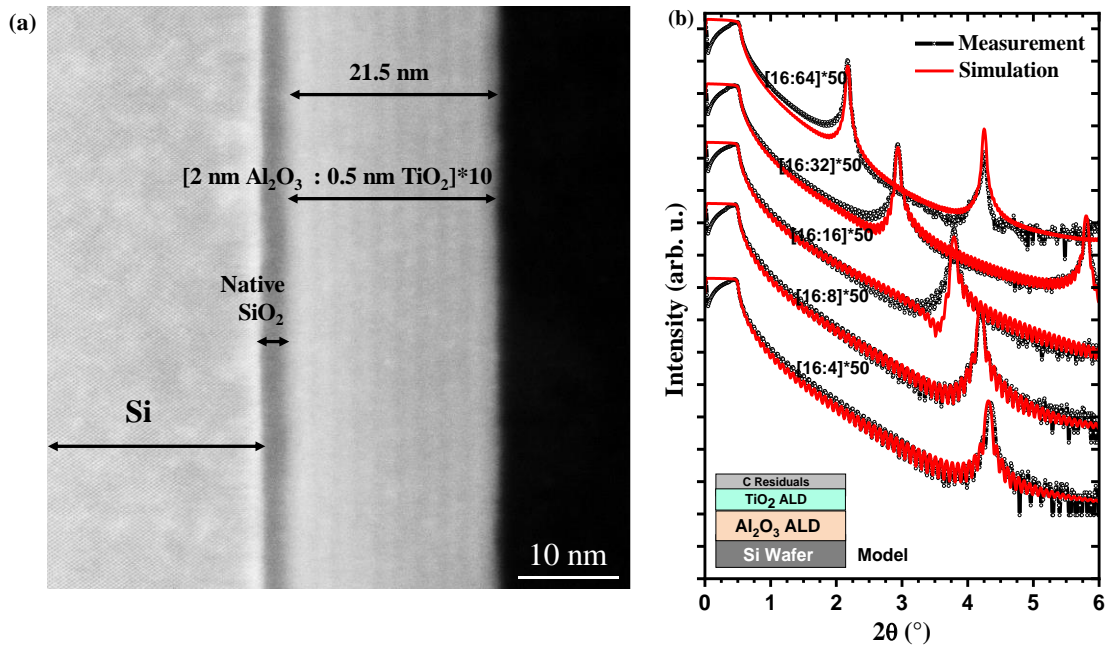 (a)
21.5 nm
[2 nm Al₂O₃ : 0.5 nm TiO₂]*10
Native
SiO₂
Si
10 nm
(b)
Measurement
Simulation
[16:64]*50
[16:32]*50
[16:16]*50
[16:8]*50
[16:4]*50
Intensity (arb. u.)
C Residuals
TiO₂ ALD
Al₂O₃ ALD
Si Wafer
Model
0 1 2 3 4 5 6
2θ (°)